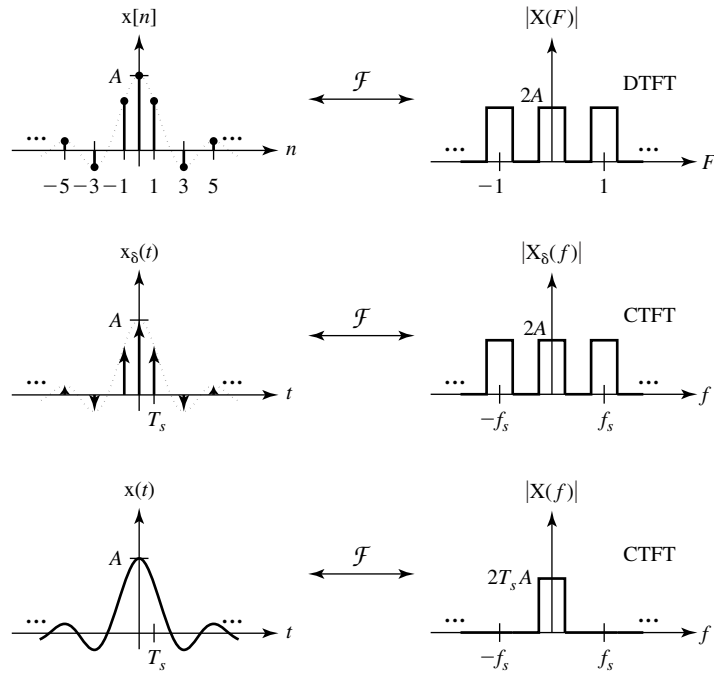 x[n]
|X(F)|
A
ℱ
2A
DTFT
...
...
n
...
...
F
−5 −3 −1 1 3 5
−1 1
x_δ(t)
|X_δ(f)|
A
ℱ
2A
CTFT
...
...
t
...
...
f
T_s
−f_s f_s
x(t)
|X(f)|
A
ℱ
2T_s A
CTFT
...
...
t
...
...
f
T_s
−f_s f_s